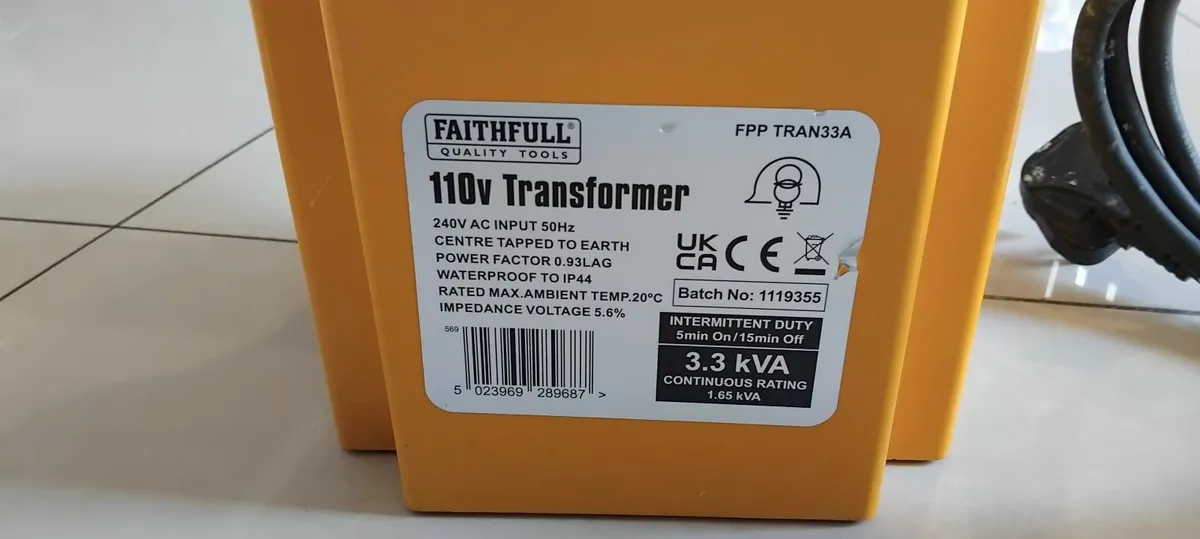 FAITHFULL®
QUALITY TOOLS
FPP TRAN33A
110v Transformer
240V AC INPUT 50Hz
CENTRE TAPPED TO EARTH
POWER FACTOR 0.93LAG
WATERPROOF TO IP44
RATED MAX.AMBIENT TEMP.20ºC
IMPEDANCE VOLTAGE 5.6%
UK
CA CE
Batch No: 1119355
INTERMITTENT DUTY
5min On/15min Off
3.3 kVA
CONTINUOUS RATING
1.65 kVA
569
5 023969 289687 >